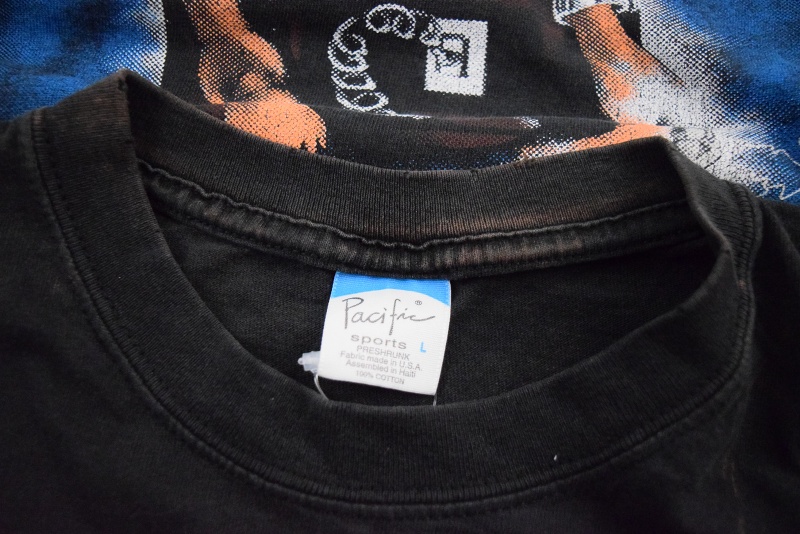 Pacific®
sports L
PRESHRUNK
Fabric made in U.S.A.
Assembled in Haiti
100% COTTON